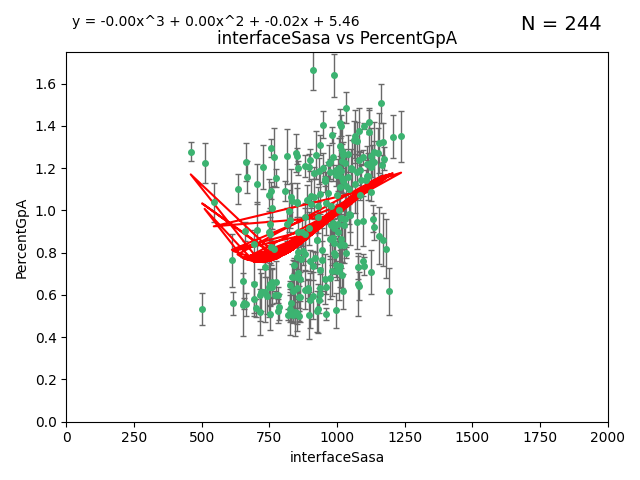 y = -0.00x^3 + 0.00x^2 + -0.02x + 5.46
N = 244
interfaceSasa vs PercentGpA
PercentGpA
1.6
1.4
1.2
1.0
0.8
0.6
0.4
0.2
0.0
0 250 500 750 1000 1250 1500 1750 2000
interfaceSasa